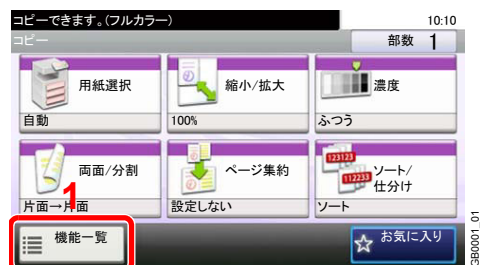 コピーできます。(フルカラー)
10:10
コピー
部数 1
用紙選択
自動
縮小/拡大
100%
濃度
ふつう
両面/分割
片面→片面
ページ集約
設定しない
123123
112233
ソート/
仕分け
ソート
1
機能一覧
お気に入り
GB0001_01